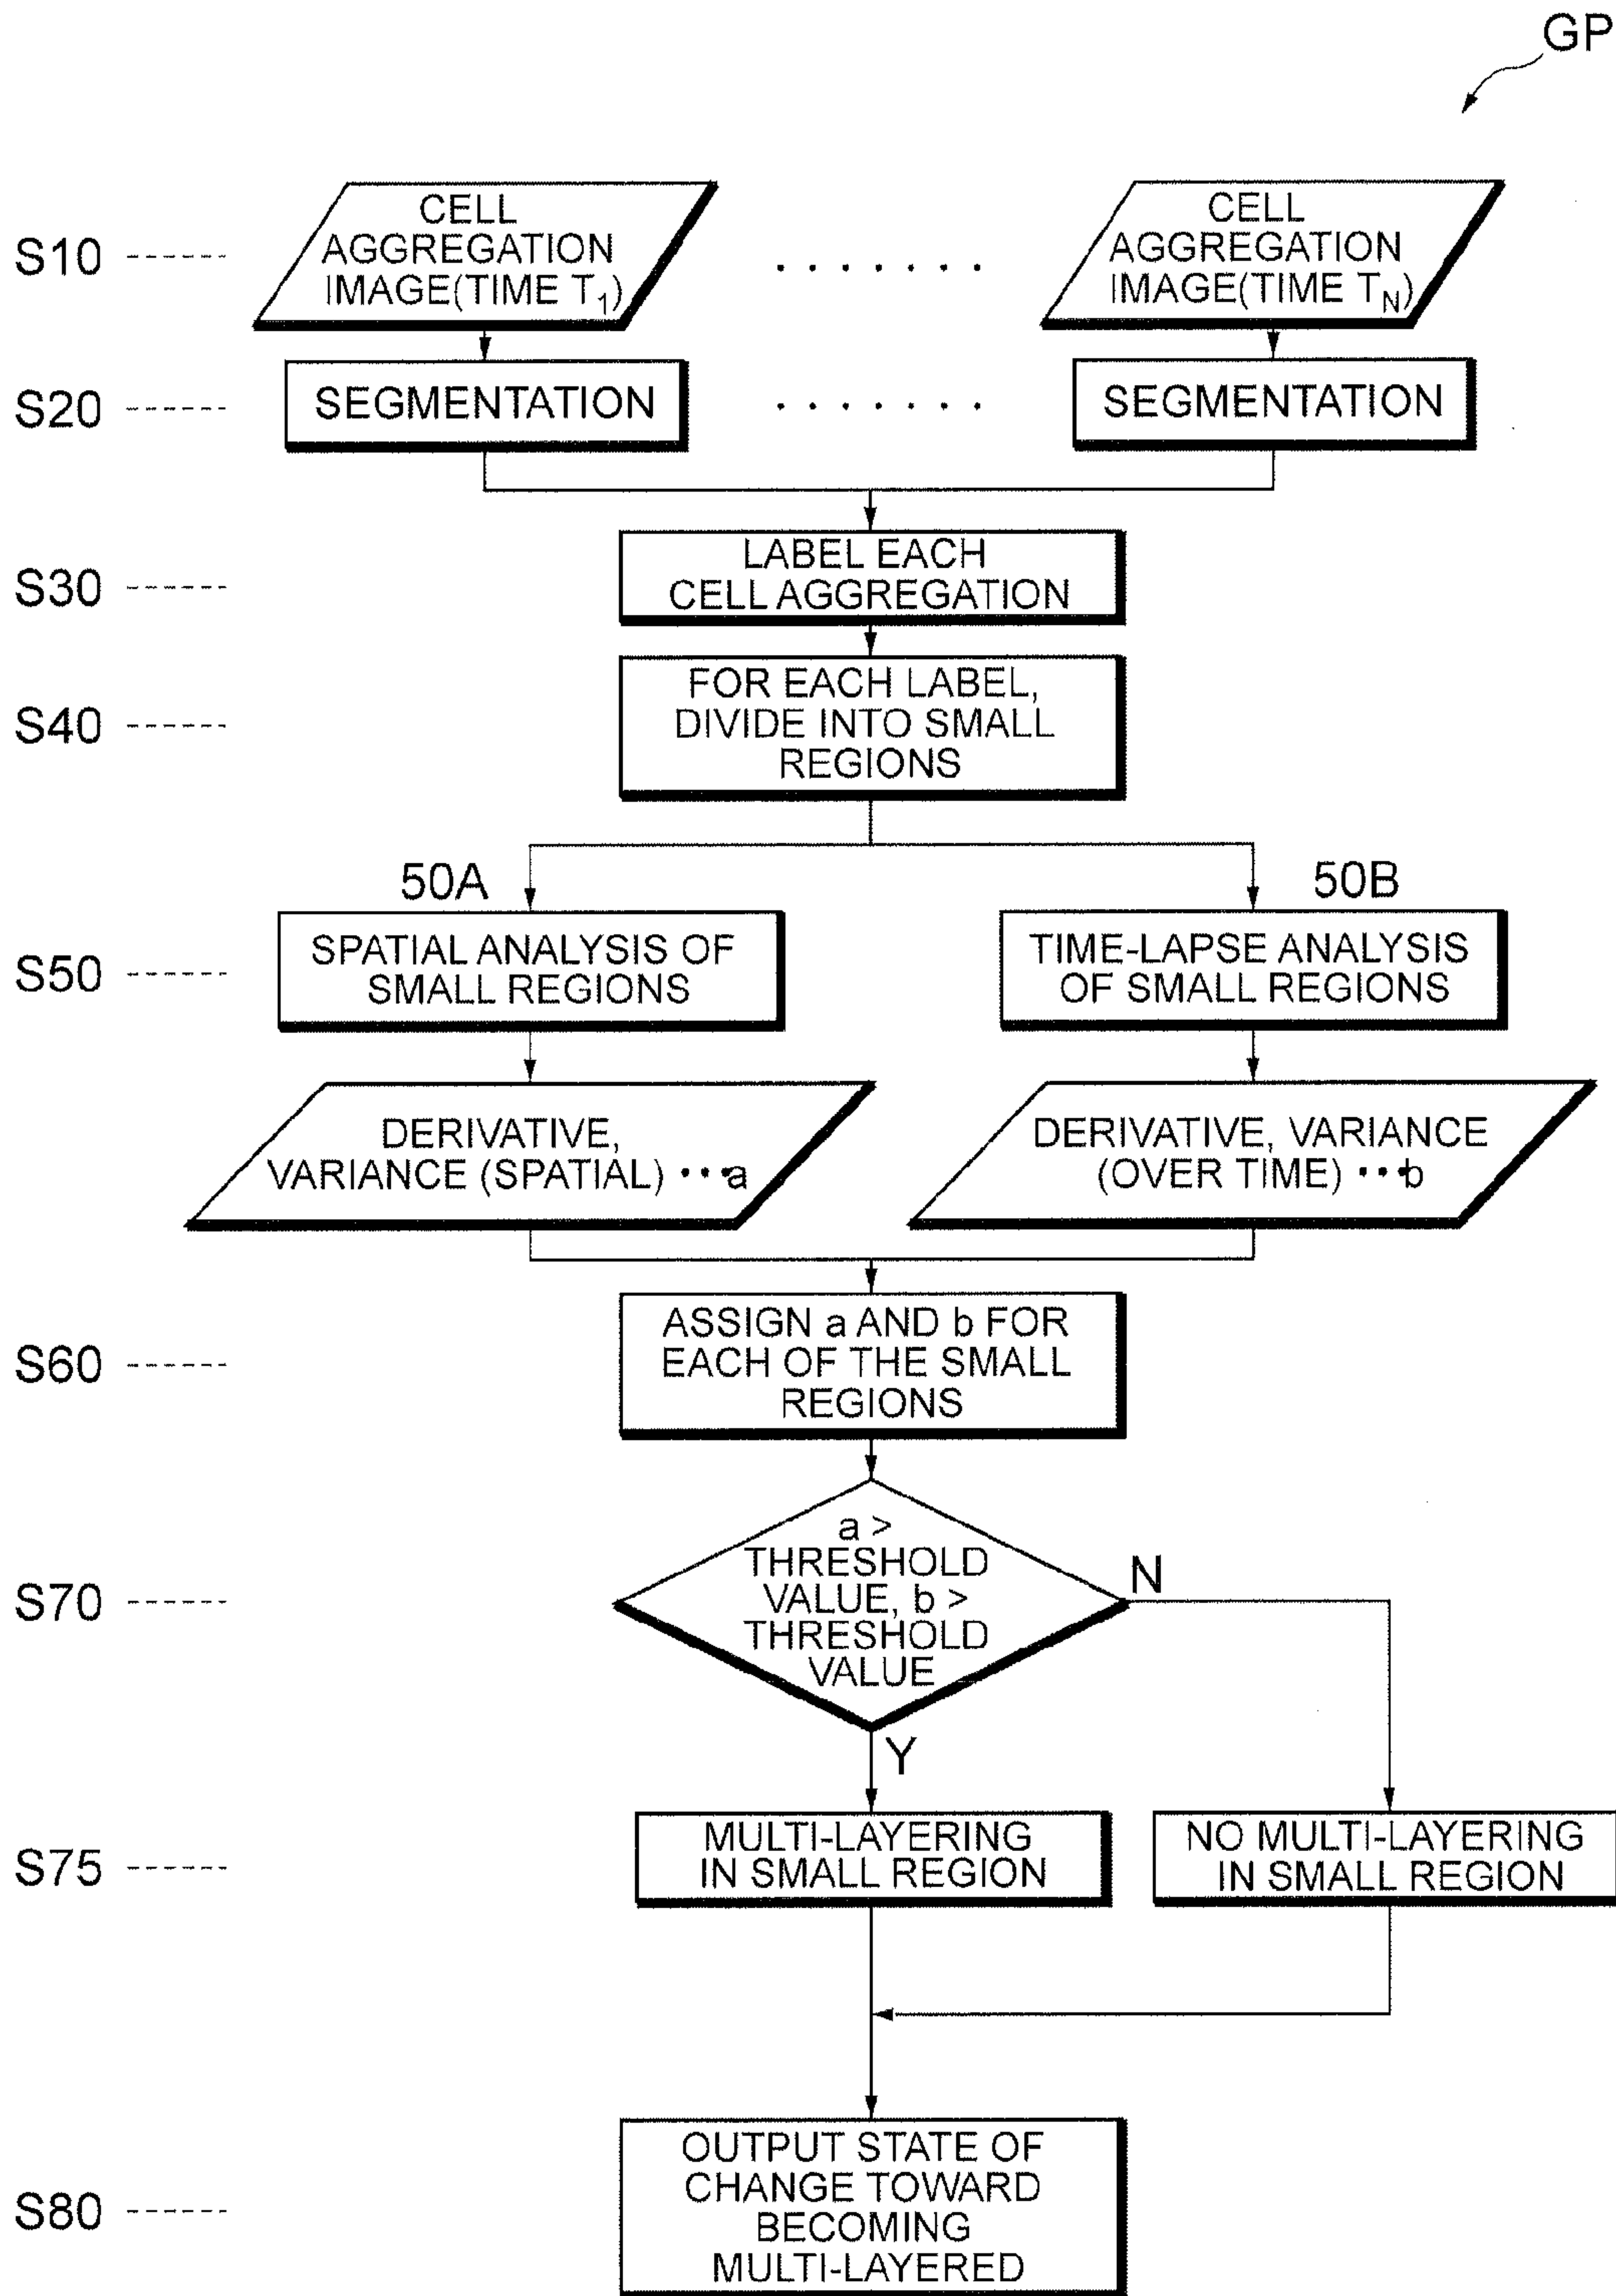 GP
S10
CELL
AGGREGATION
IMAGE(TIME T1)
.......
CELL
AGGREGATION
IMAGE(TIME TN)
S20
SEGMENTATION
.......
SEGMENTATION
S30
LABEL EACH
CELL AGGREGATION
S40
FOR EACH LABEL,
DIVIDE INTO SMALL
REGIONS
50A
50B
S50
SPATIAL ANALYSIS OF
SMALL REGIONS
TIME-LAPSE ANALYSIS
OF SMALL REGIONS
DERIVATIVE,
VARIANCE (SPATIAL) •••a
DERIVATIVE, VARIANCE
(OVER TIME) •••b
S60
ASSIGN a AND b FOR
EACH OF THE SMALL
REGIONS
S70
a >
THRESHOLD
VALUE, b >
THRESHOLD
VALUE
N
Y
S75
MULTI-LAYERING
IN SMALL REGION
NO MULTI-LAYERING
IN SMALL REGION
S80
OUTPUT STATE OF
CHANGE TOWARD
BECOMING
MULTI-LAYERED